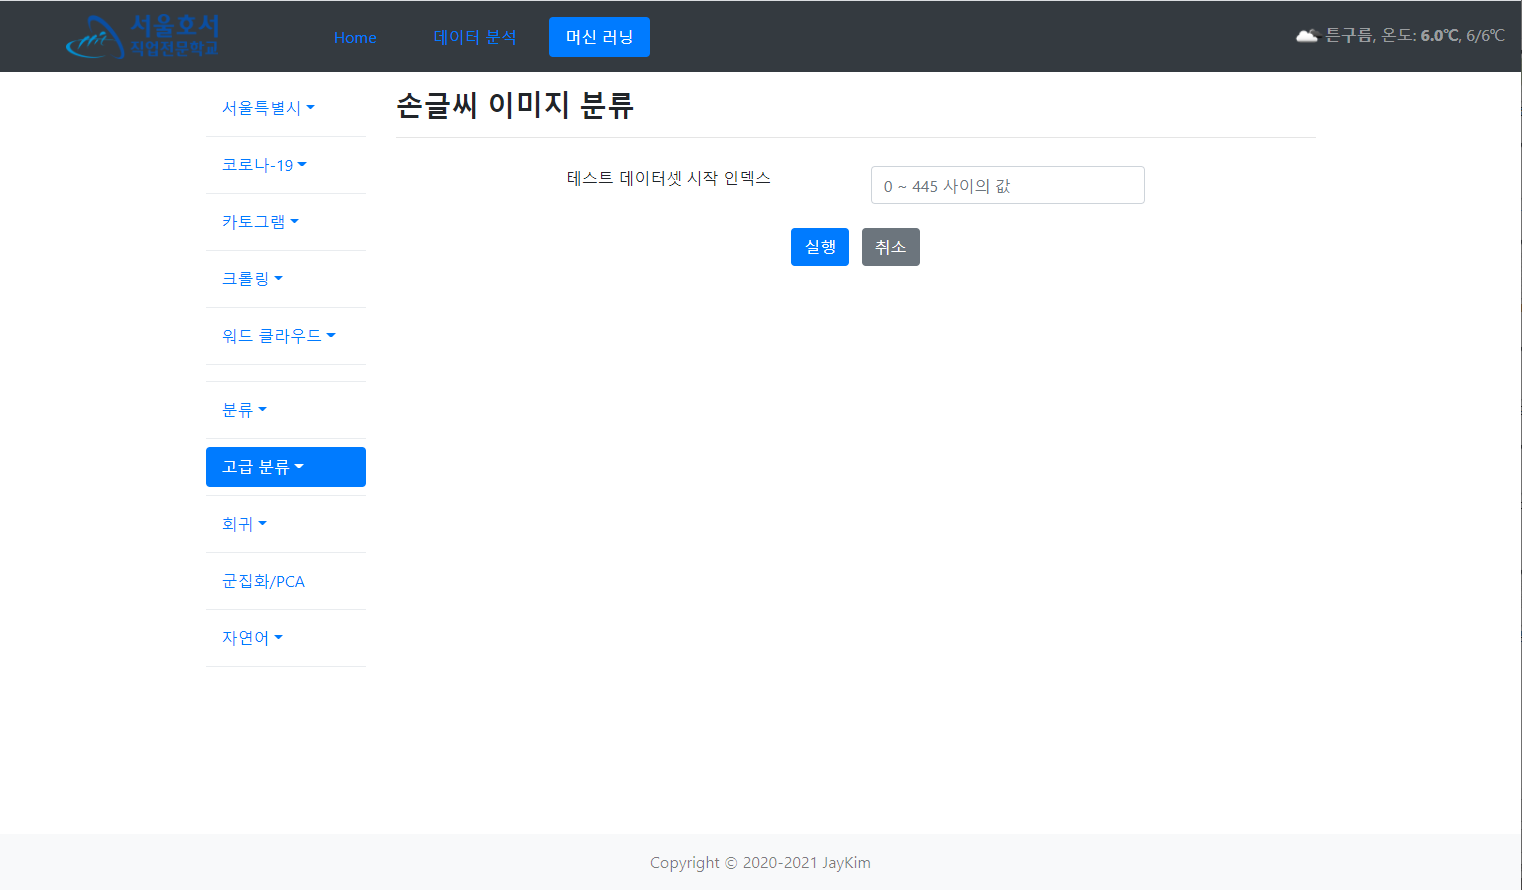 서울호서
직업전문학교
Home
데이터 분석
머신 러닝
튼구름, 온도: 6.0℃, 6/6℃
서울특별시
코로나-19
카토그램
크롤링
워드 클라우드
분류
고급 분류
회귀
군집화/PCA
자연어
손글씨 이미지 분류
테스트 데이터셋 시작 인덱스
0 ~ 445 사이의 값
실행
취소
Copyright © 2020-2021 JayKim